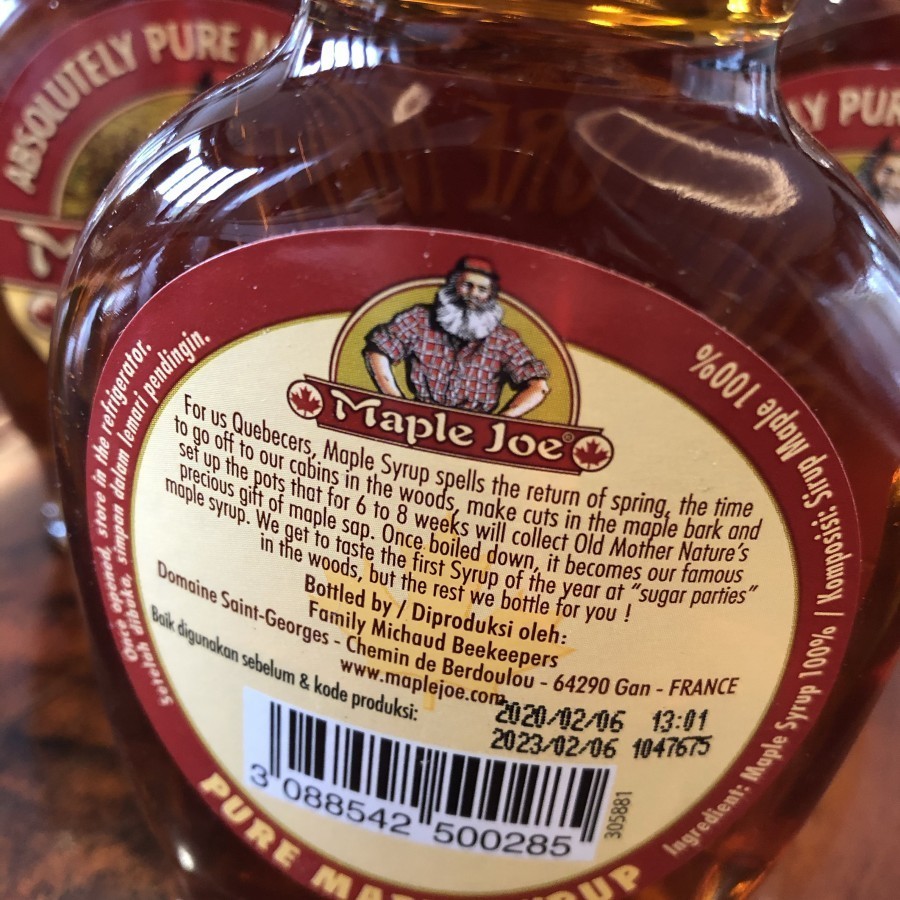 ABSOLUTELY PURE
Y PUR
Maple Joe®
For us Quebecers, Maple Syrup spells the return of spring, the time
to go off to our cabins in the woods, make cuts in the maple bark and
set up the pots that for 6 to 8 weeks will collect Old Mother Nature's
precious gift of maple sap. Once boiled down, it becomes our famous
maple syrup. We get to taste the first Syrup of the year at "sugar parties"
in the woods, but the rest we bottle for you !
Bottled by / Diproduksi oleh:
Family Michaud Beekeepers
Domaine Saint-Georges - Chemin de Berdoulou - 64290 Gan - FRANCE
www.maplejoe.com
Baik digunakan sebelum & kode produksi:
2020/02/06 13:01
2023/02/06 1047675
3 088542 500285
305881
Once opened, store in the refrigerator.
Setelah dibuka, simpan dalam lemari pendingin.
Ingredient: Maple Syrup 100% | Komposisi: Sirup Maple 100%
PURE MAPLE SYRUP